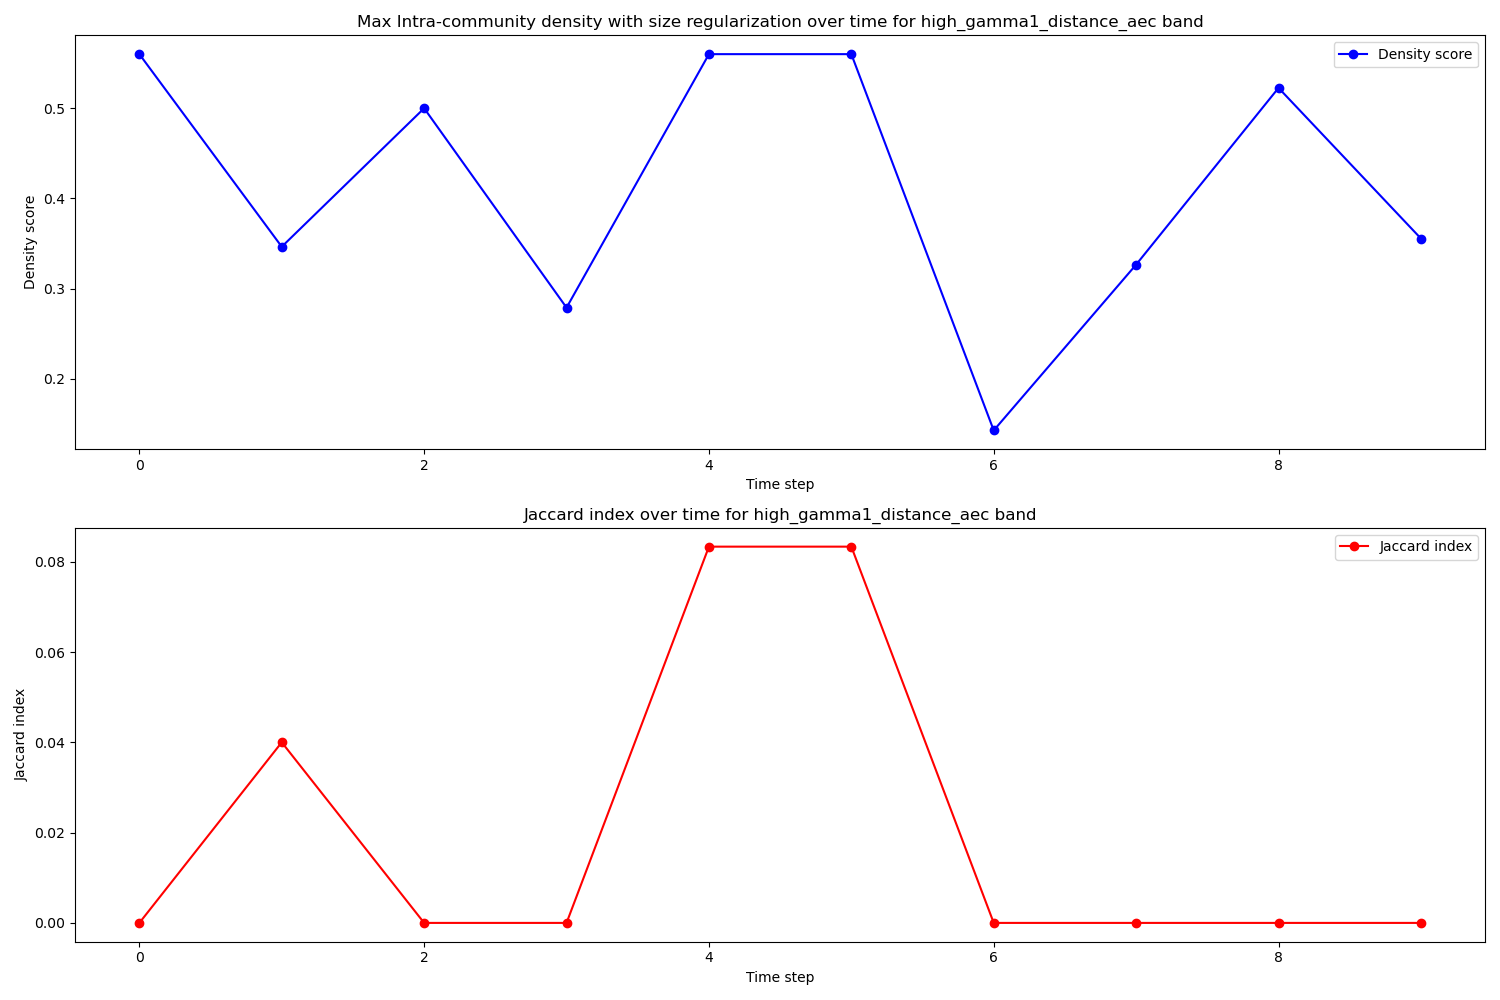 Max Intra-community density with size regularization over time for high_gamma1_distance_aec band
Density score
0.5
0.4
0.3
0.2
Density score
0 2 4 6 8
Time step
Jaccard index over time for high_gamma1_distance_aec band
Jaccard index
0.08
0.06
0.04
0.02
0.00
Jaccard index
0 2 4 6 8
Time step